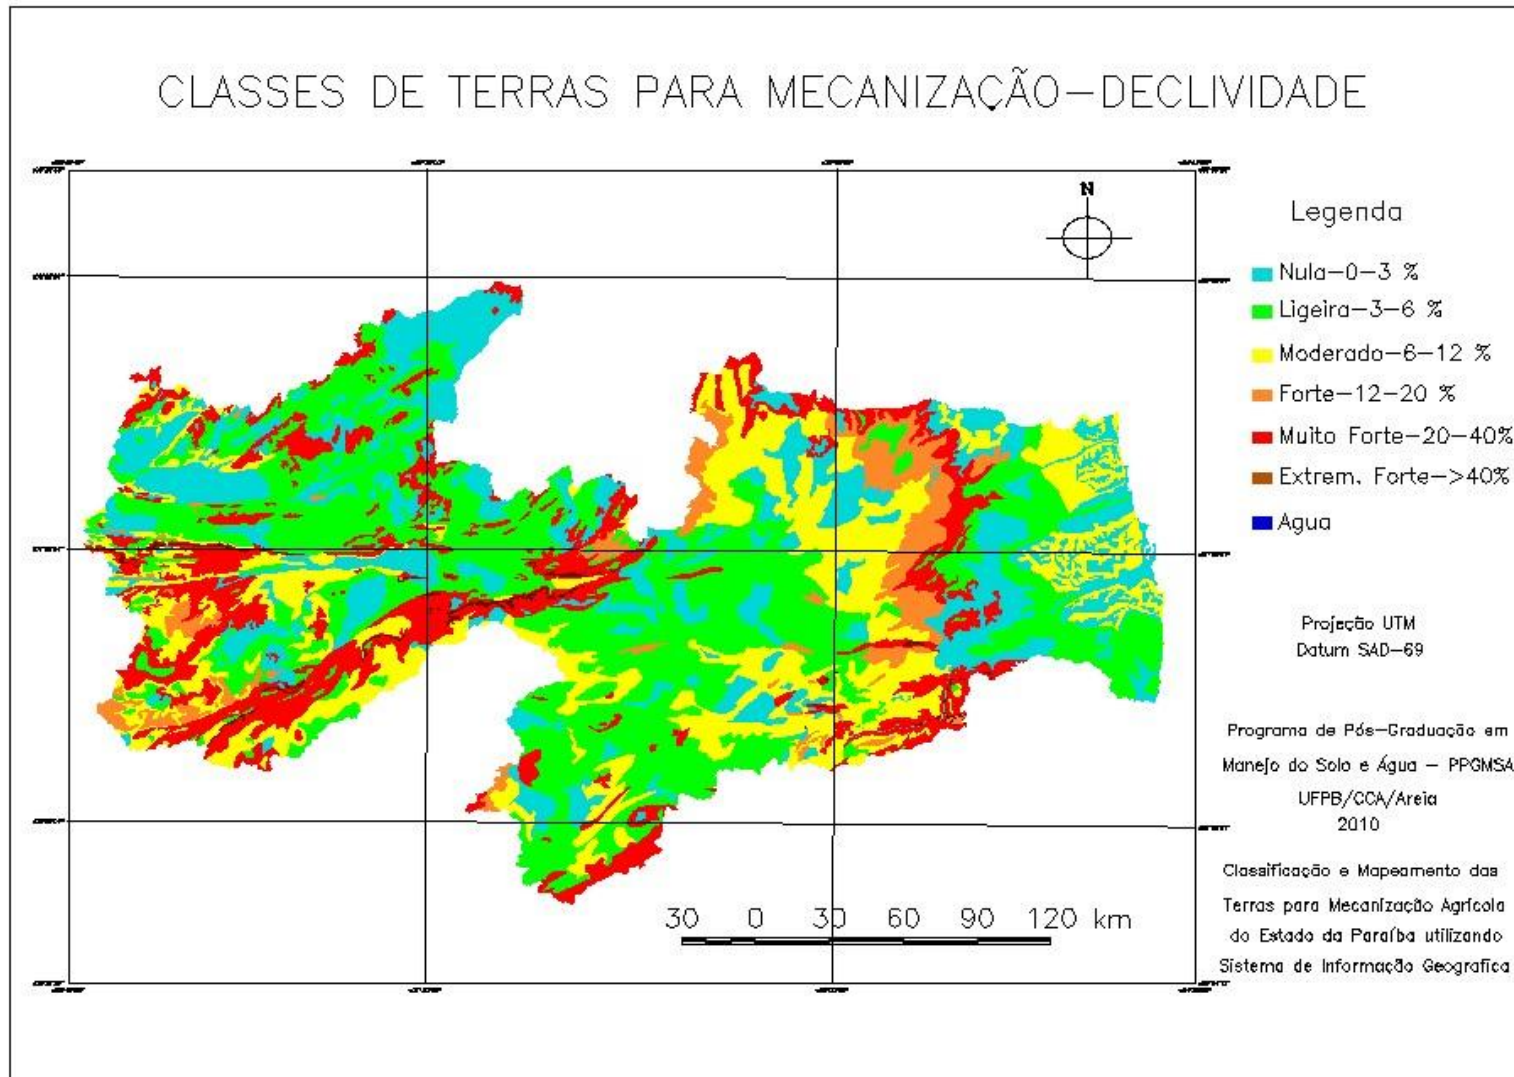 CLASSES DE TERRAS PARA MECANIZAÇÃO-DECLIVIDADE
N
Legenda
Nula-0-3 %
Ligeira-3-6 %
Moderado-6-12 %
Forte-12-20 %
Muito Forte-20-40%
Extrem. Forte->40%
Agua
Projeção UTM
Datum SAD-69
Programa de Pós-Graduação em
Manejo do Solo e Água - PPGMSA
UFPB/CCA/Areia
2010
Classificação e Mapeamento das
Terras para Mecanização Agrícola
do Estado da Paraíba utilizando
Sistema de Informação Geografica
30 0 30 60 90 120 km